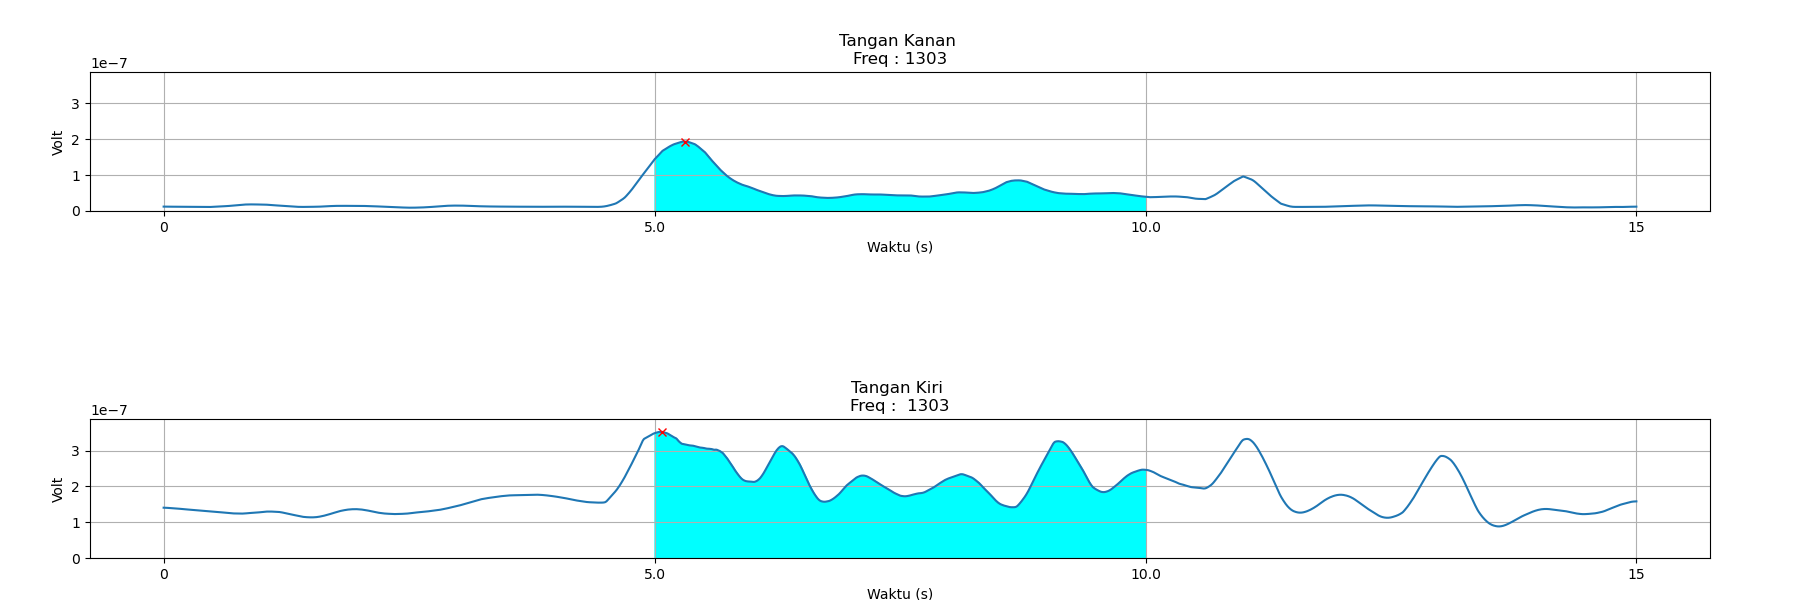 Tangan Kanan
Freq : 1303
1e−7
3
2
1
0
Volt
0 5.0 10.0 15
Waktu (s)
Tangan Kiri
Freq :  1303
1e−7
3
2
1
0
Volt
0 5.0 10.0 15
Waktu (s)